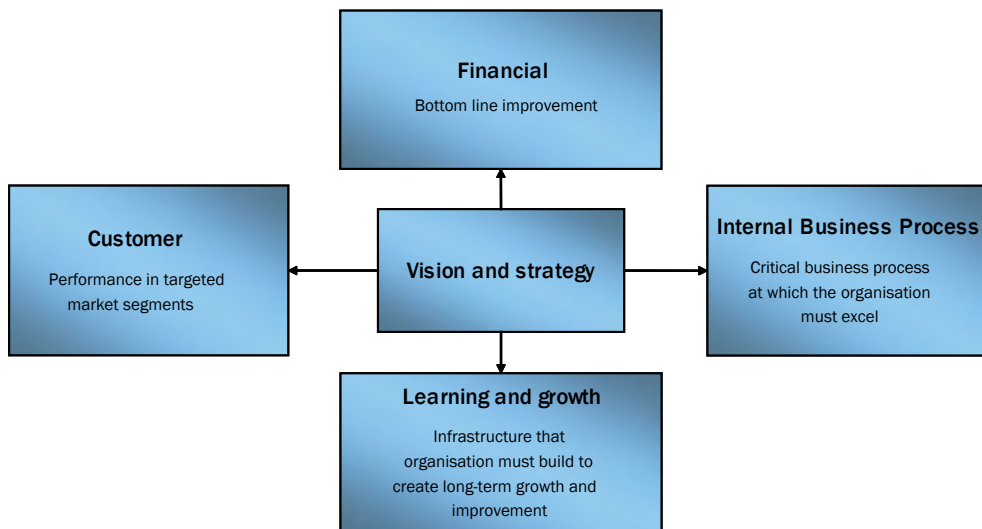 Financial
Bottom line improvement
Customer
Performance in targeted
market segments
Vision and strategy
Internal Business Process
Critical business process
at which the organisation
must excel
Learning and growth
Infrastructure that
organisation must build to
create long-term growth and
improvement